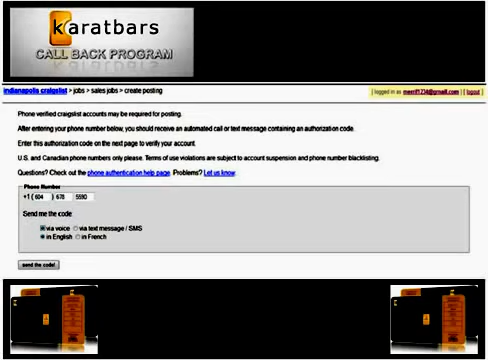 karatbars
CALL BACK PROGRAM
indianapolis craigslist > jobs > sales jobs > create posting
[ logged in as merrill1234@gmail.com ] [ logout ]
Phone verified craigslist accounts may be required for posting.
After entering your phone number below, you should receive an automated call or text message containing an authorization code.
Enter this authorization code on the next page to verify your account.
U.S. and Canadian phone numbers only please. Terms of use violations are subject to account suspension and phone number blacklisting.
Questions? Check out the phone authentication help page. Problems? Let us know.
Phone Number
+1 ( 604 ) 678 5590
Send me the code:
via voice via text message / SMS
in English in French
send the code!